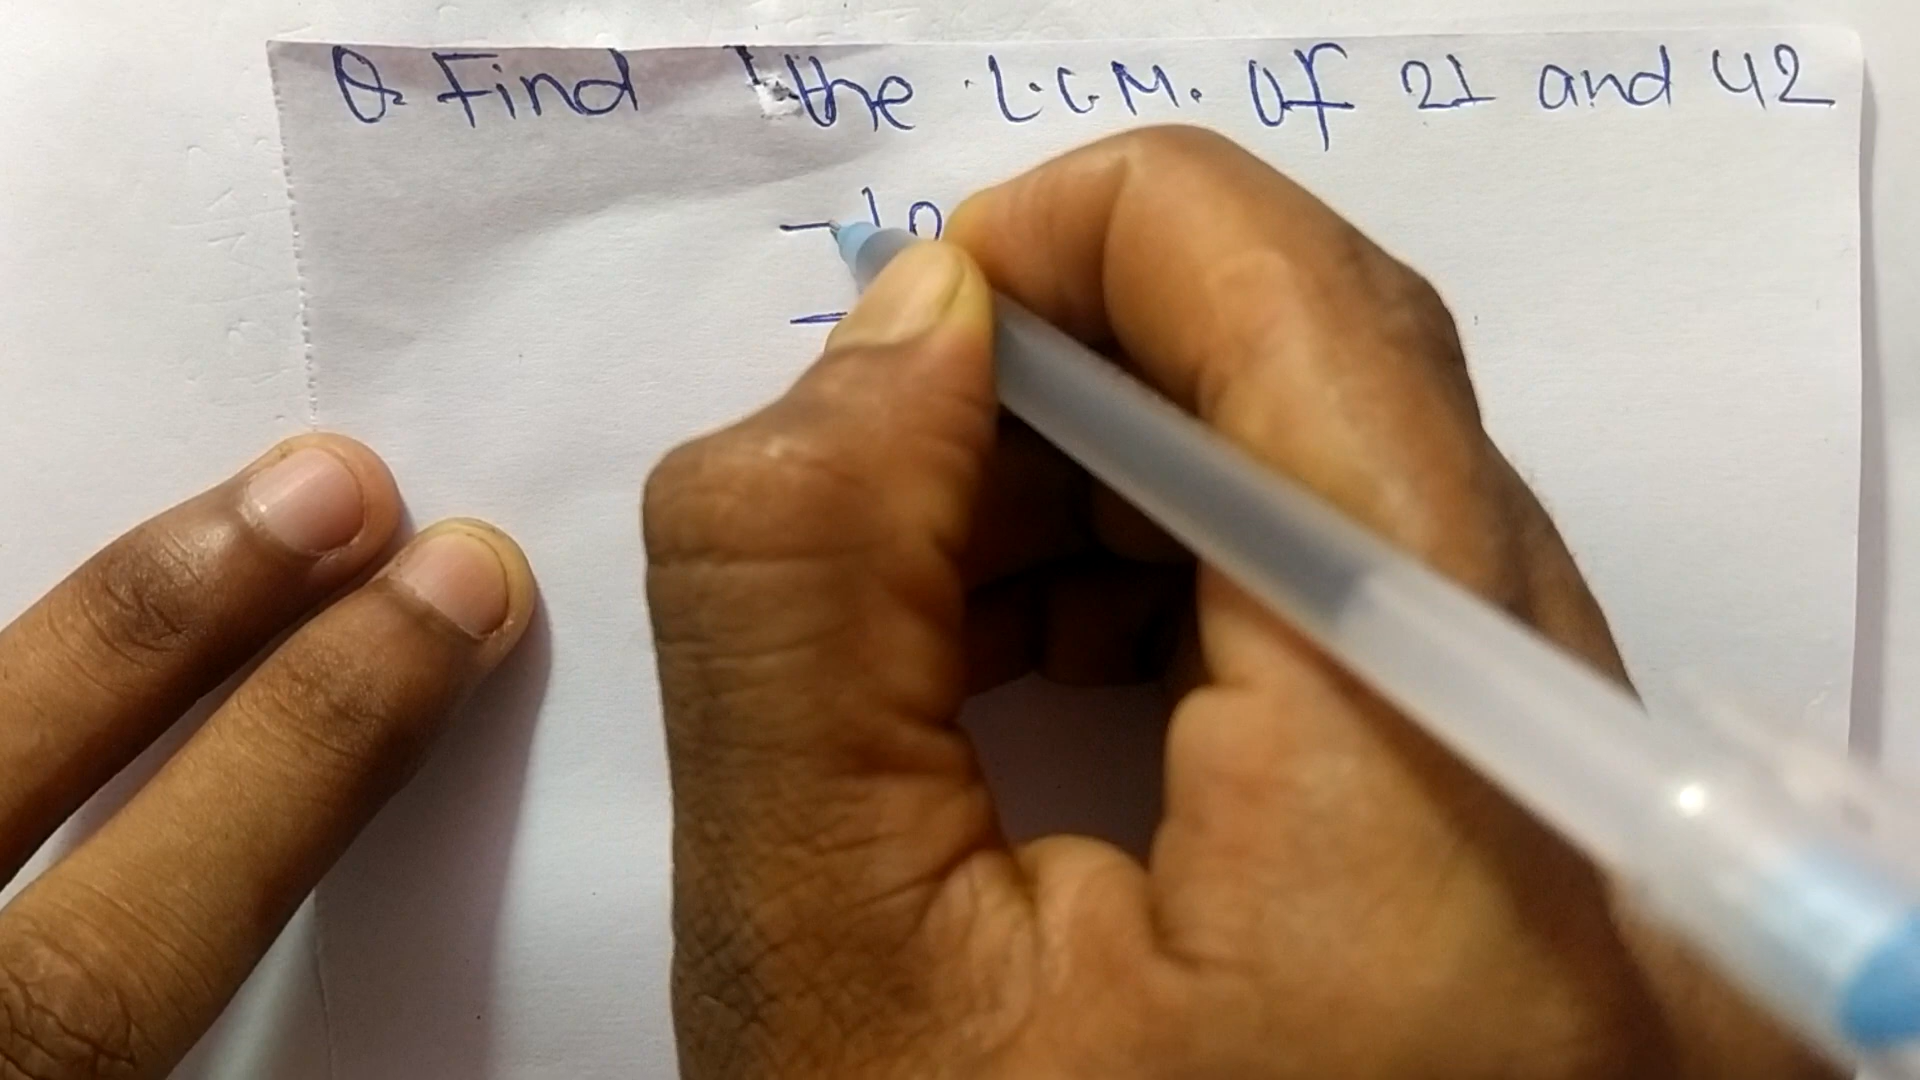 Q. Find the L.C.M. of 21 and 42